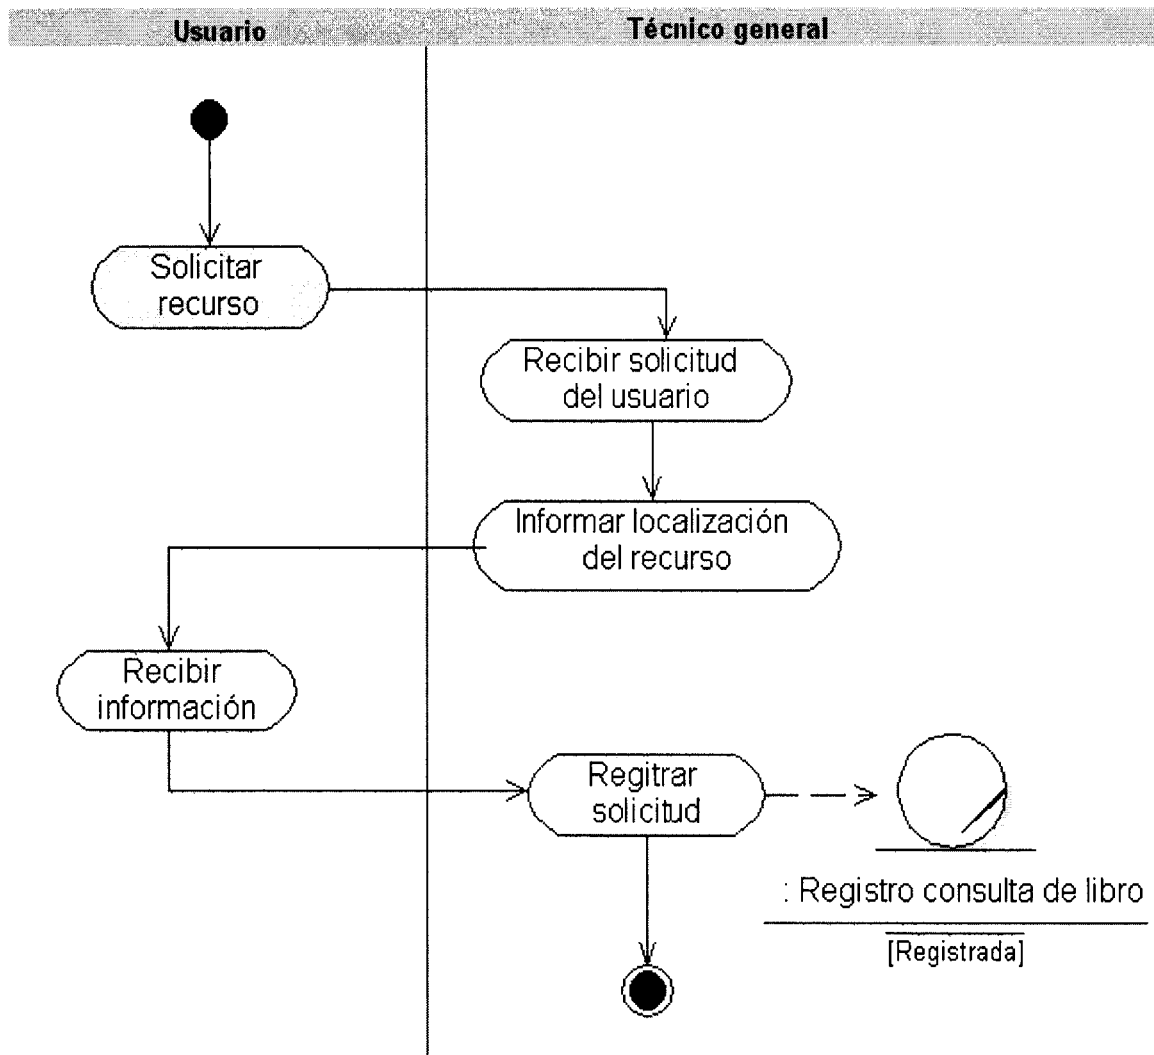 Usuario
Técnico general
Solicitar
recurso
Recibir solicitud
del usuario
Informar localización
del recurso
Recibir
información
Regitrar
solicitud
: Registro consulta de libro
[Registrada]